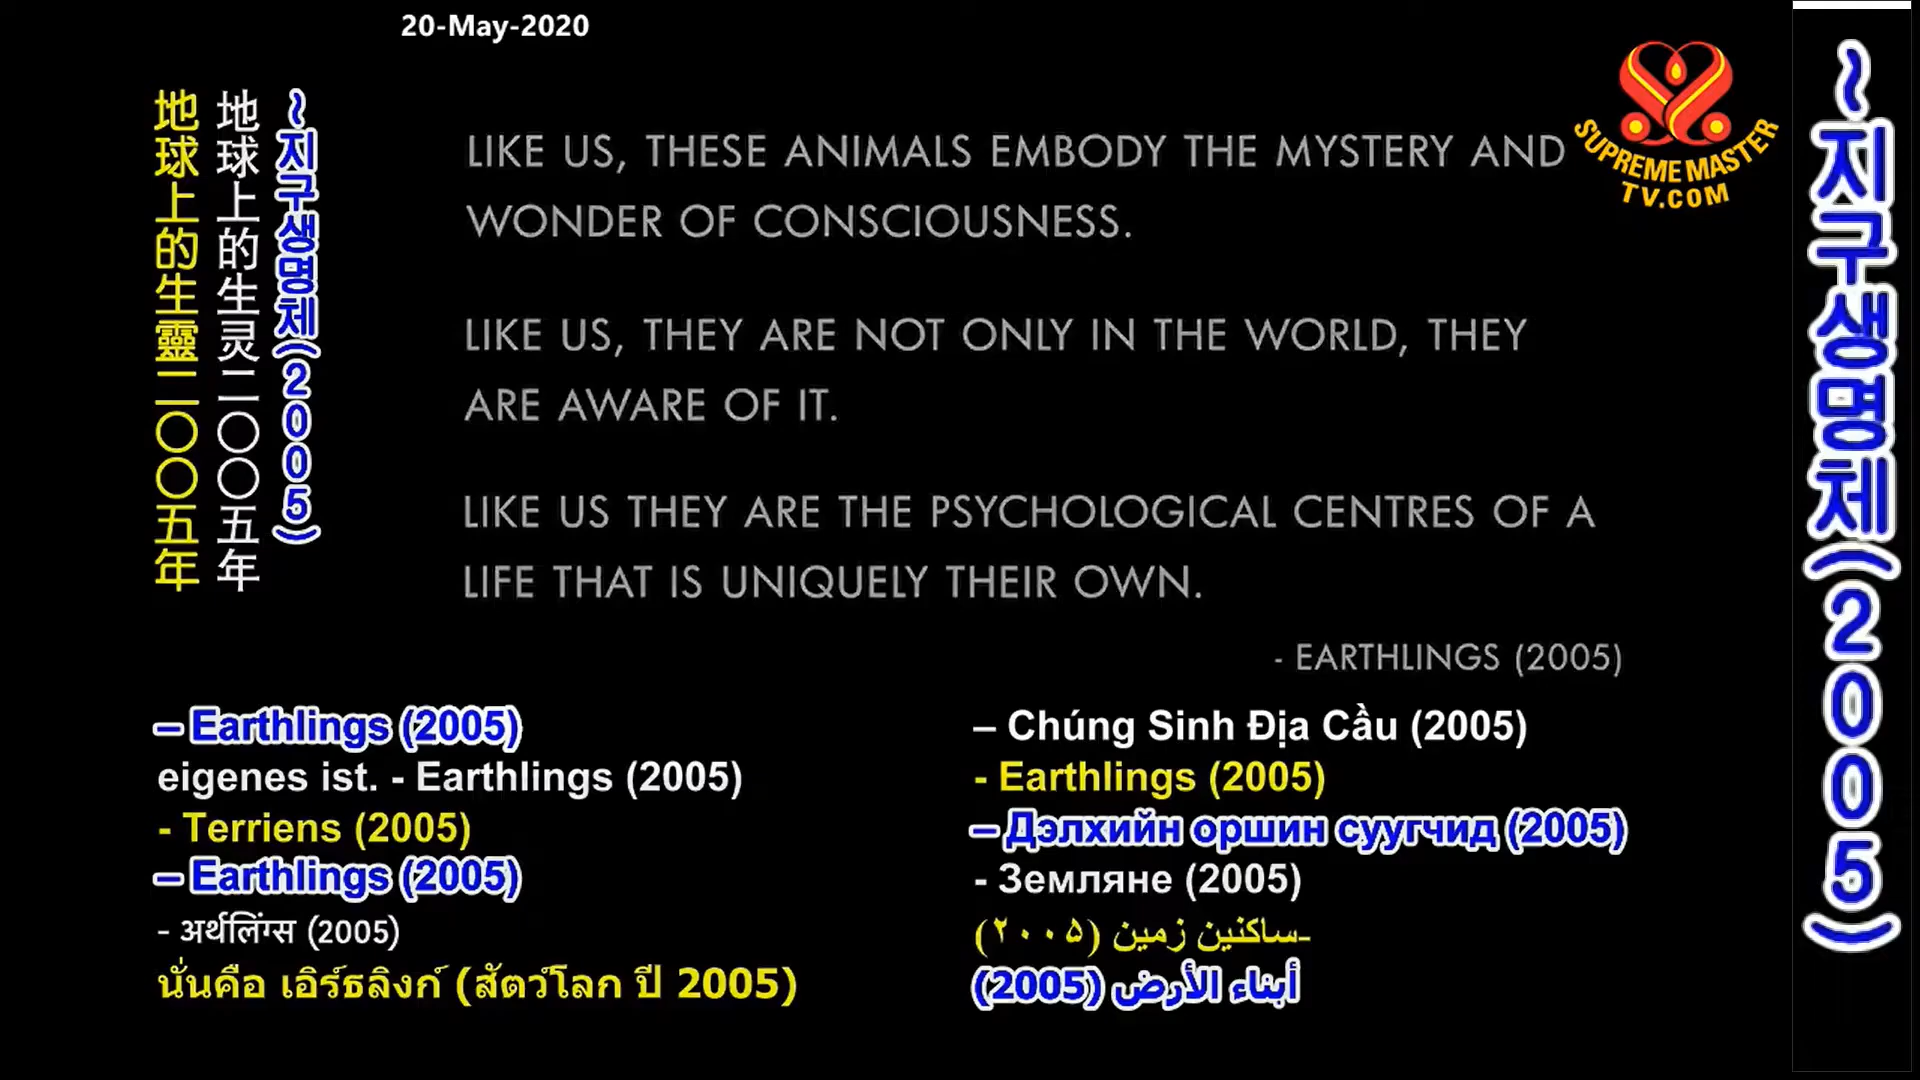 20-May-2020
地球上的生靈二〇〇五年
地球上的生灵二〇〇五年
~지구생명체(2005)
LIKE US, THESE ANIMALS EMBODY THE MYSTERY AND
WONDER OF CONSCIOUSNESS.
LIKE US, THEY ARE NOT ONLY IN THE WORLD, THEY
ARE AWARE OF IT.
LIKE US THEY ARE THE PSYCHOLOGICAL CENTRES OF A
LIFE THAT IS UNIQUELY THEIR OWN.
- EARTHLINGS (2005)
SUPREME MASTER
TV.COM
~지구생명체(2005)
– Earthlings (2005)
eigenes ist. - Earthlings (2005)
- Terriens (2005)
– Earthlings (2005)
- अर्थलिंग्स (2005)
นั่นคือ เอิร์ธลิงก์ (สัตว์โลก ปี 2005)
– Chúng Sinh Địa Cầu (2005)
- Earthlings (2005)
– Дэлхийн оршин суугчид (2005)
- Земляне (2005)
-ساکنین زمین (۲۰۰۵)
أبناء الأرض (2005)